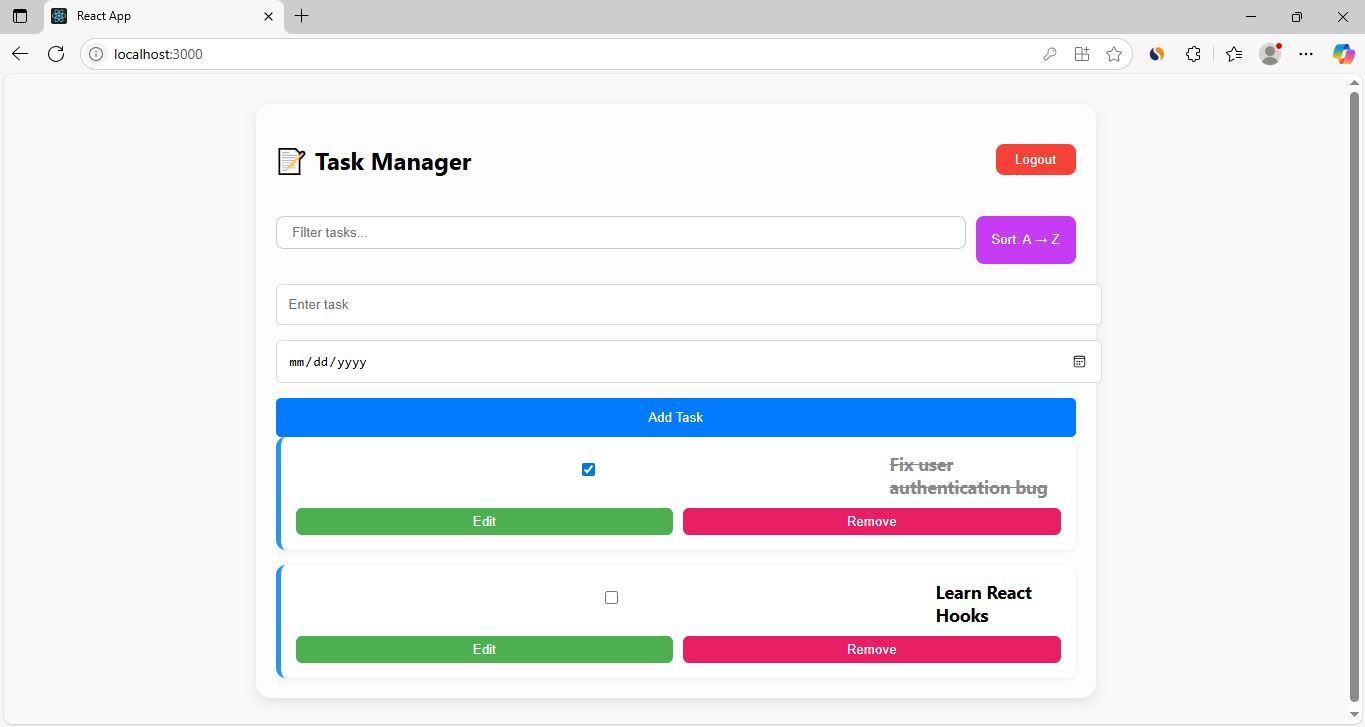 React App
localhost:3000
Task Manager
Logout
Filter tasks...
Sort: A → Z
Enter task
mm/dd/yyyy
Add Task
Fix user
authentication bug
Edit
Remove
Learn React
Hooks
Edit
Remove